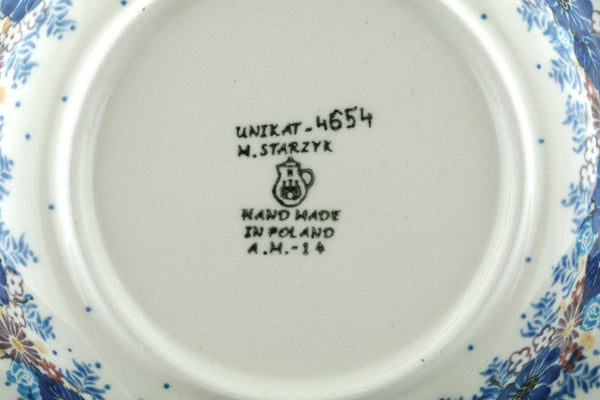 UNIKAT-4654
M. STARZYK
HAND MADE
IN POLAND
A.M.-14